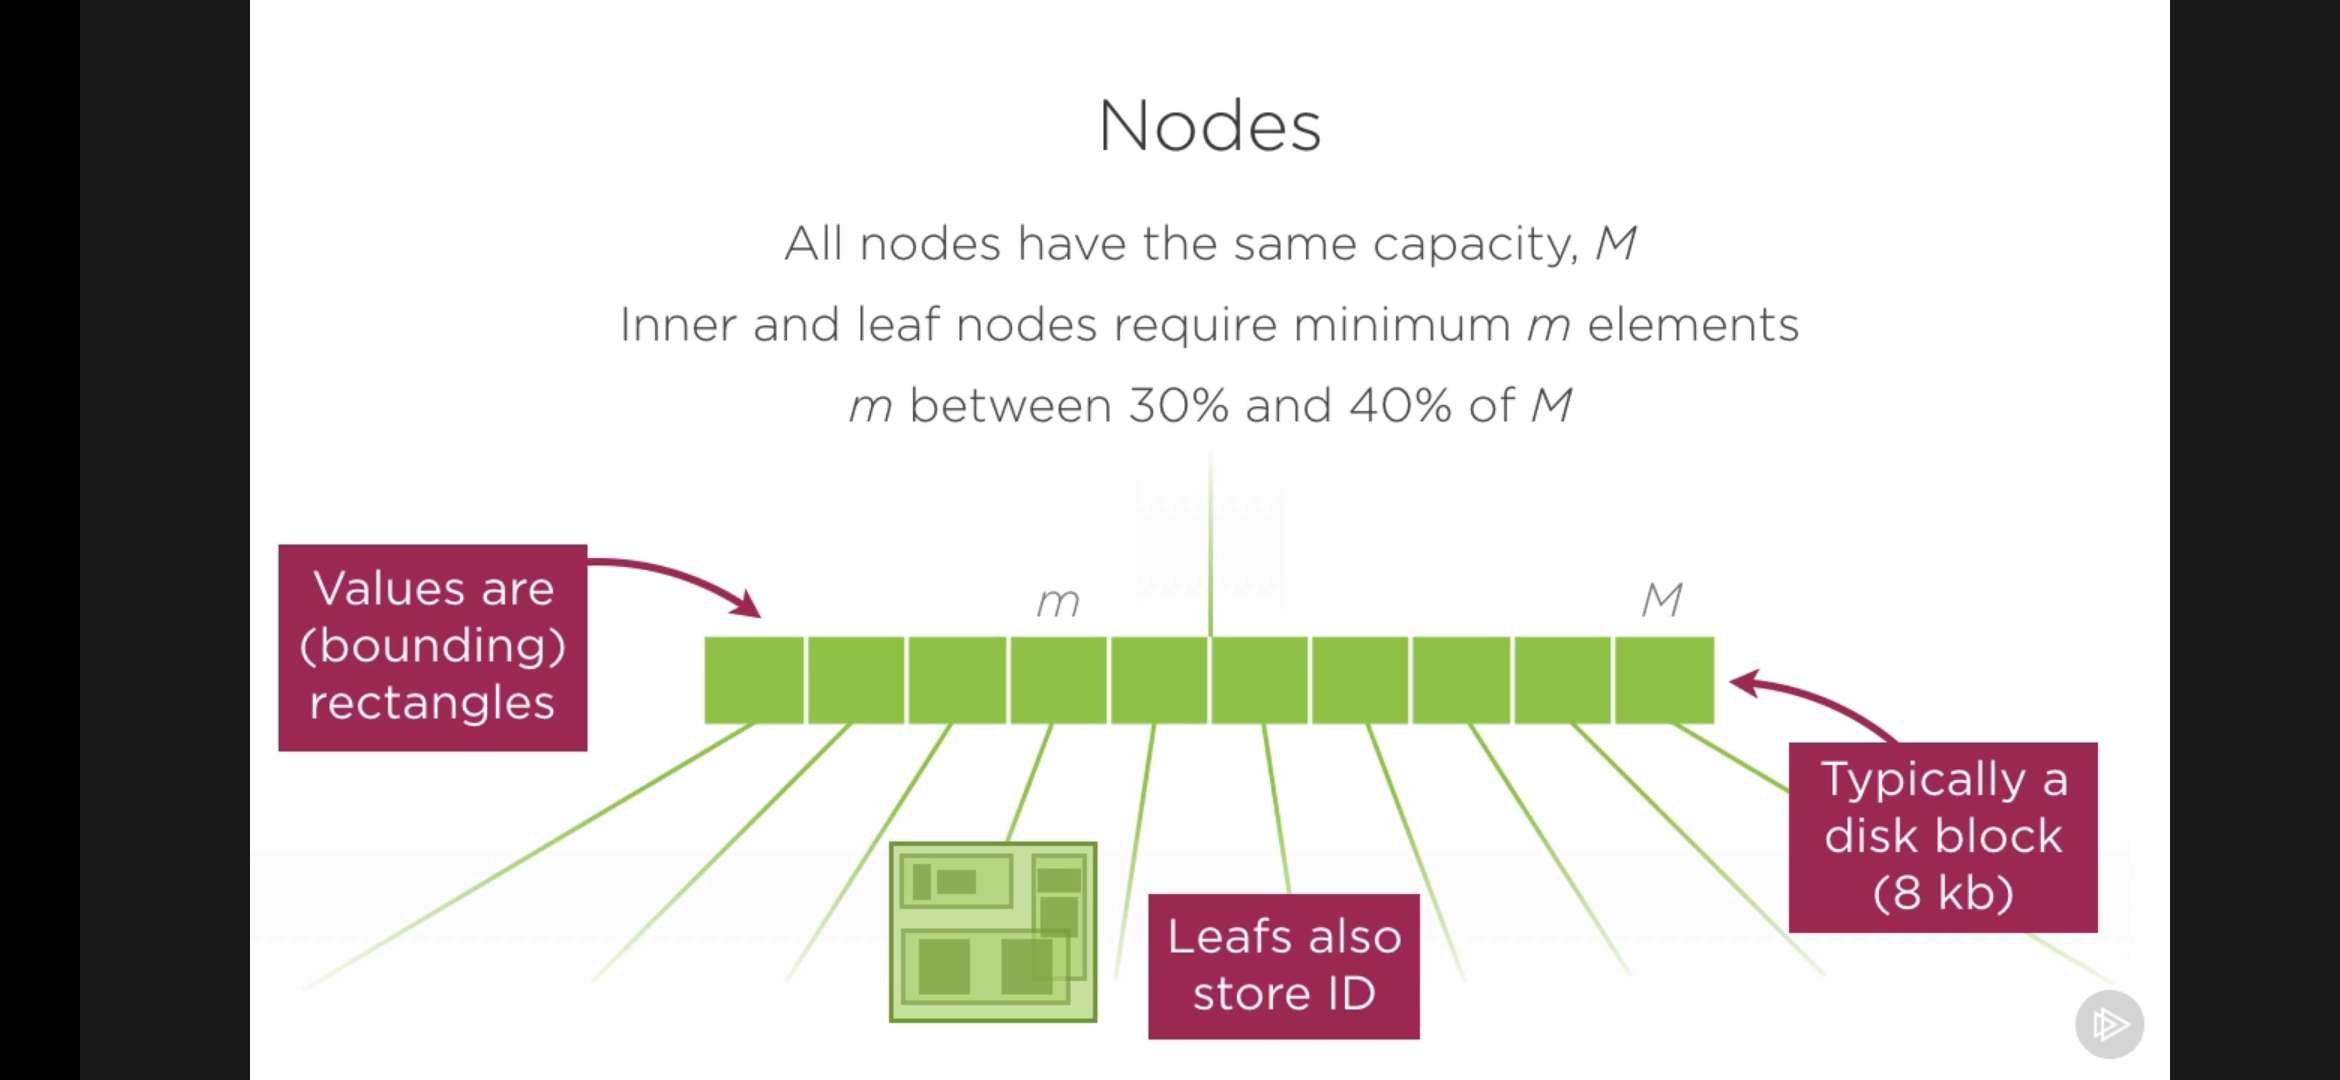 Nodes
All nodes have the same capacity, M
Inner and leaf nodes require minimum m elements
m between 30% and 40% of M
Values are
(bounding)
rectangles
m
M
Typically a
disk block
(8 kb)
Leafs also
store ID